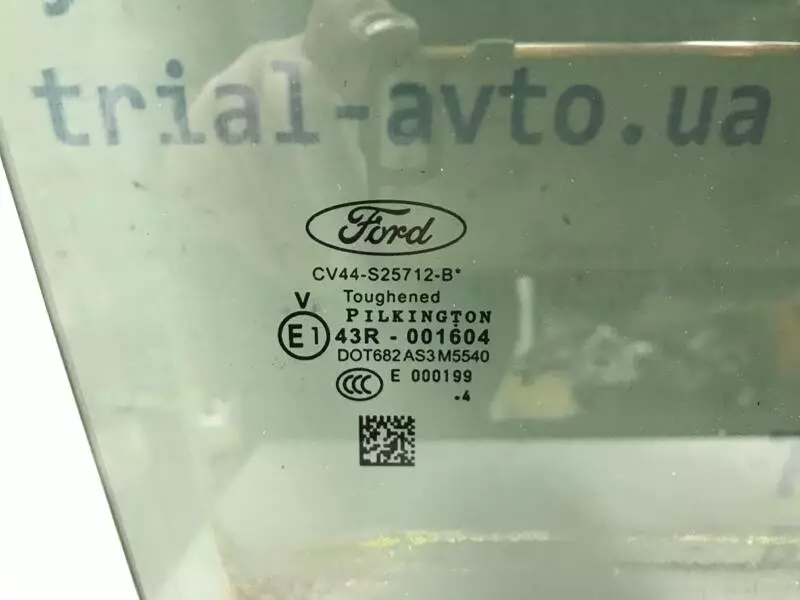 trial-avto.ua
Ford
CV44-S25712-B*
Toughened
V
PILKINGTON
E1 43R - 001604
DOT682 AS3 M5540
CCC E 000199
.4